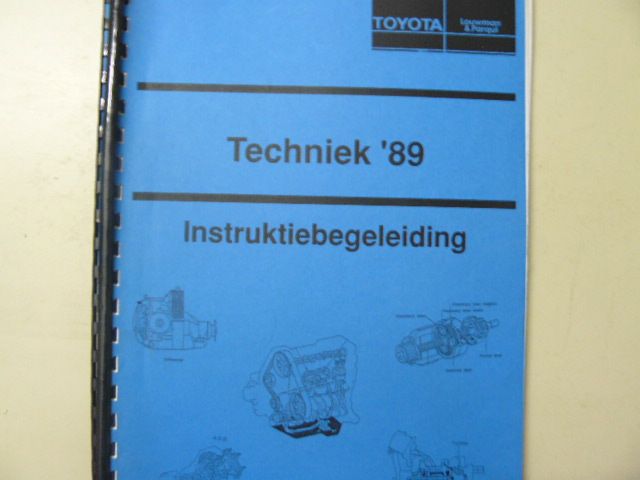 TOYOTA
Louwman
& Parqui
Techniek '89
Instruktiebegeleiding